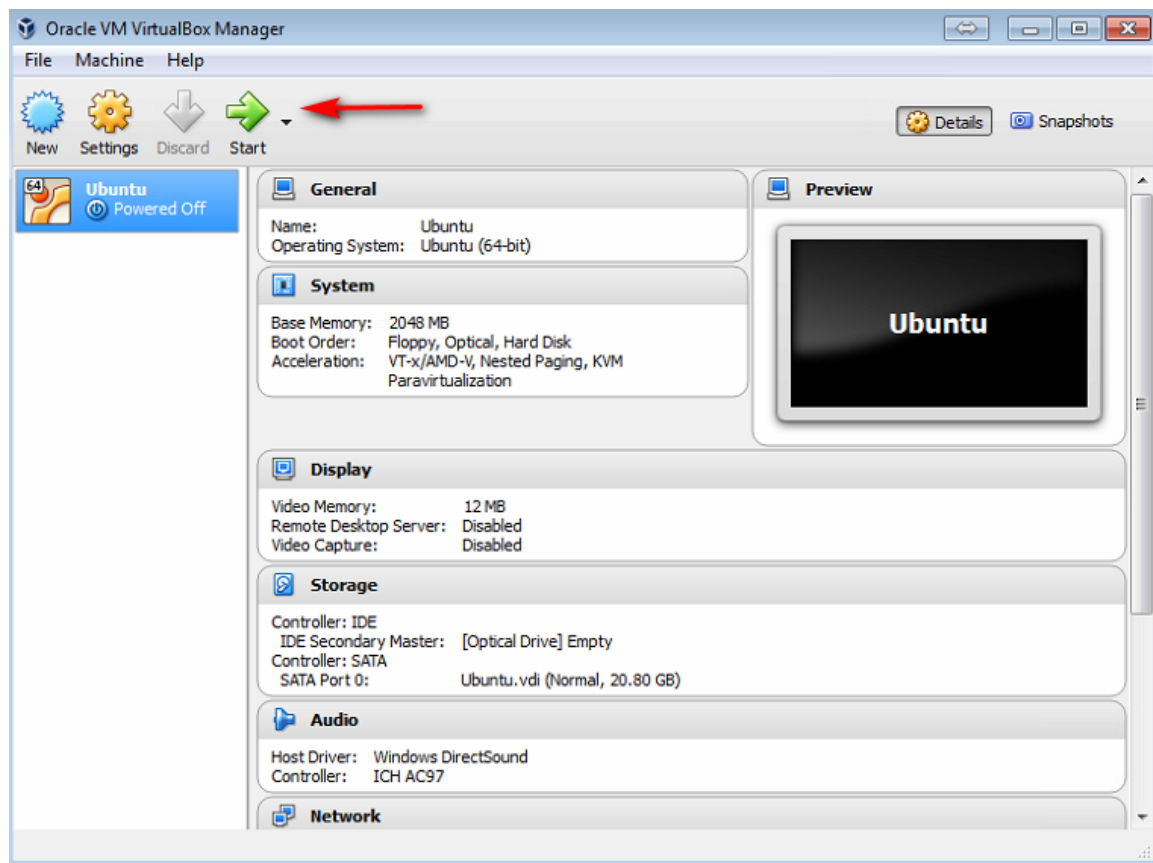 Oracle VM VirtualBox Manager
File Machine Help
New Settings Discard Start
Details Snapshots
64
Ubuntu
Powered Off
General
Name: Ubuntu
Operating System: Ubuntu (64-bit)
System
Base Memory: 2048 MB
Boot Order: Floppy, Optical, Hard Disk
Acceleration: VT-x/AMD-V, Nested Paging, KVM
Paravirtualization
Preview
Ubuntu
Display
Video Memory: 12 MB
Remote Desktop Server: Disabled
Video Capture: Disabled
Storage
Controller: IDE
IDE Secondary Master: [Optical Drive] Empty
Controller: SATA
SATA Port 0: Ubuntu.vdi (Normal, 20.80 GB)
Audio
Host Driver: Windows DirectSound
Controller: ICH AC97
Network